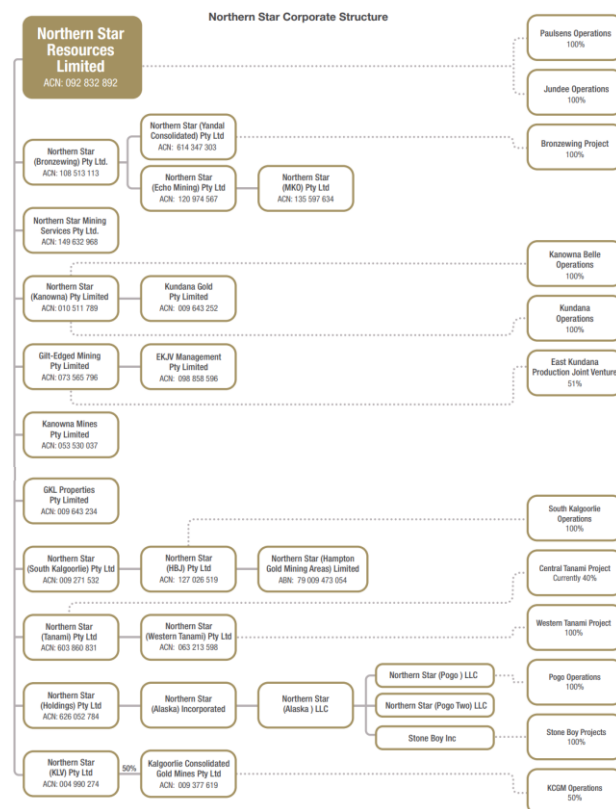 Northern Star Corporate Structure
Northern Star
Resources
Limited
ACN: 092 832 892
Paulsens Operations
100%
Jundee Operations
100%
Northern Star
(Bronzewing) Pty Ltd.
ACN: 108 513 113
Northern Star (Yandal
Consolidated) Pty Ltd
ACN: 614 347 303
Bronzewing Project
100%
Northern Star
(Echo Mining) Pty Ltd
ACN: 120 974 567
Northern Star
(MKO) Pty Ltd
ACN: 135 597 634
Northern Star Mining
Services Pty Ltd.
ACN: 149 632 968
Kanowna Belle
Operations
100%
Northern Star
(Kanowna) Pty Limited
ACN: 010 511 789
Kundana Gold
Pty Limited
ACN: 009 643 252
Kundana
Operations
100%
Gilt-Edged Mining
Pty Limited
ACN: 073 565 796
EKJV Management
Pty Limited
ACN: 098 858 596
East Kundana
Production Joint Venture
51%
Kanowna Mines
Pty Limited
ACN: 053 530 037
GKL Properties
Pty Limited
ACN: 009 643 234
South Kalgoorlie
Operations
100%
Northern Star
(South Kalgoorlie) Pty Ltd
ACN: 009 271 532
Northern Star
(HBJ) Pty Ltd
ACN: 127 026 519
Northern Star (Hampton
Gold Mining Areas) Limited
ABN: 79 009 473 054
Central Tanami Project
Currently 40%
Northern Star
(Tanami) Pty Ltd
ACN: 603 860 831
Northern Star
(Western Tanami) Pty Ltd
ACN: 063 213 598
Western Tanami Project
100%
Northern Star
(Holdings) Pty Ltd
ACN: 626 052 784
Northern Star
(Alaska) Incorporated
Northern Star
(Alaska ) LLC
Northern Star (Pogo ) LLC
Northern Star (Pogo Two) LLC
Stone Boy Inc
Pogo Operations
100%
Stone Boy Projects
100%
Northern Star
(KLV) Pty Ltd
ACN: 004 990 274
50%
Kalgoorlie Consolidated
Gold Mines Pty Ltd
ACN: 009 377 619
KCGM Operations
50%